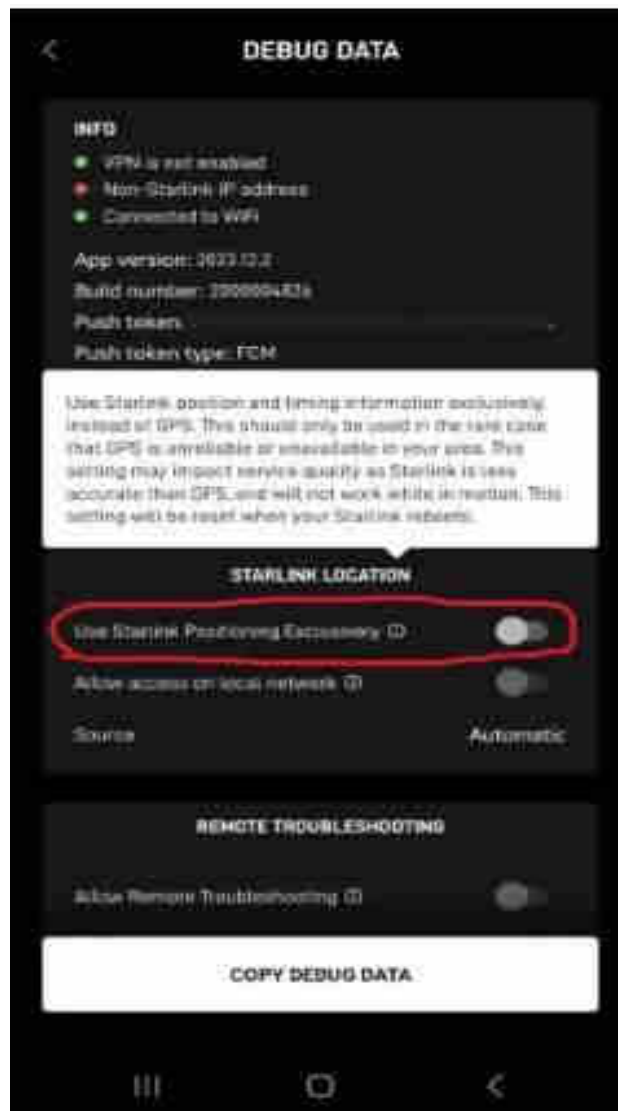 DEBUG DATA
INFO
VPN is not enabled
Non-Starlink IP address
Connected to WiFi
App version: 2023.12.2
Build number:
Push token:
Push token type: FCM
Use Starlink position and timing information exclusively
instead of GPS. This should only be used in the rare case
that GPS is unreliable or unavailable in your area. This
setting may impact service quality as Starlink is less
accurate than GPS, and will not work while in motion. This
setting will be reset when your Starlink reboots.
STARLINK LOCATION
Use Starlink Positioning Exclusively
Allow access on local network
Source
Automatic
REMOTE TROUBLESHOOTING
Allow Remote Troubleshooting
COPY DEBUG DATA